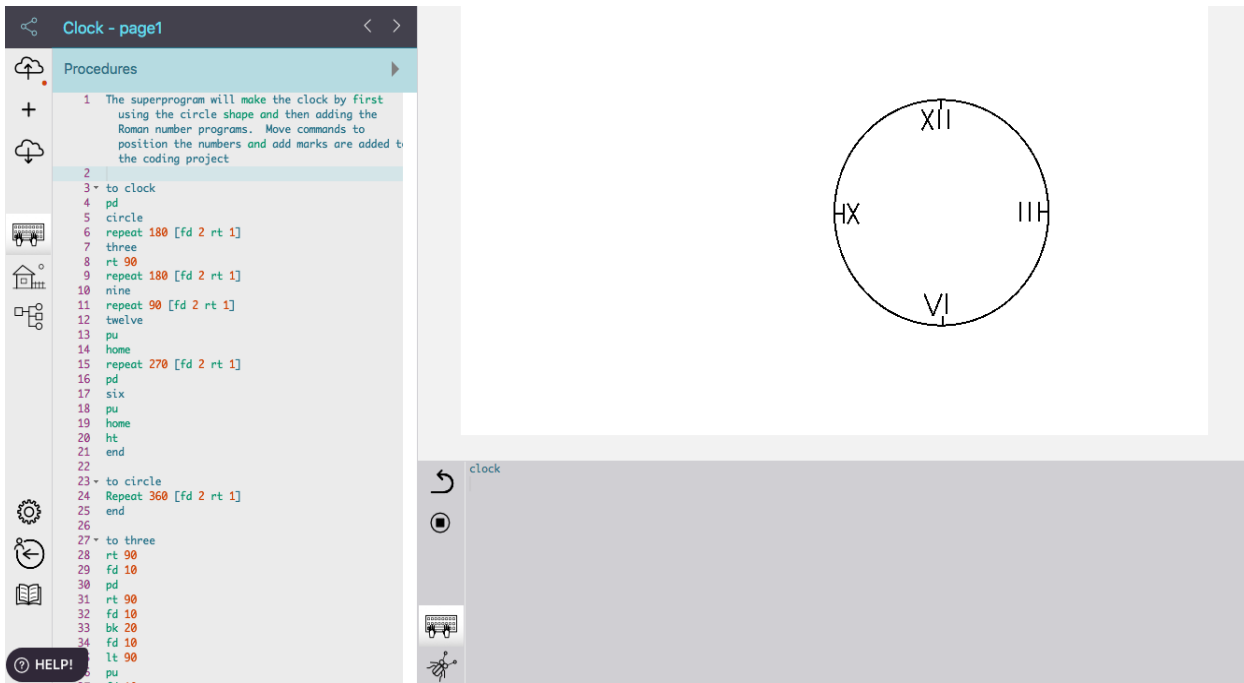 Clock - page1
Procedures
1 The superprogram will make the clock by first
using the circle shape and then adding the
Roman number programs. Move commands to
position the numbers and add marks are added t
the coding project
2
3 to clock
4 pd
5 circle
6 repeat 180 [fd 2 rt 1]
7 three
8 rt 90
9 repeat 180 [fd 2 rt 1]
10 nine
11 repeat 90 [fd 2 rt 1]
12 twelve
13 pu
14 home
15 repeat 270 [fd 2 rt 1]
16 pd
17 six
18 pu
19 home
20 ht
21 end
22
23 to circle
24 Repeat 360 [fd 2 rt 1]
25 end
26
27 to three
28 rt 90
29 fd 10
30 pd
31 rt 90
32 fd 10
33 bk 20
34 fd 10
lt 90
pu
HELP!
XII
IX
III
VI
clock